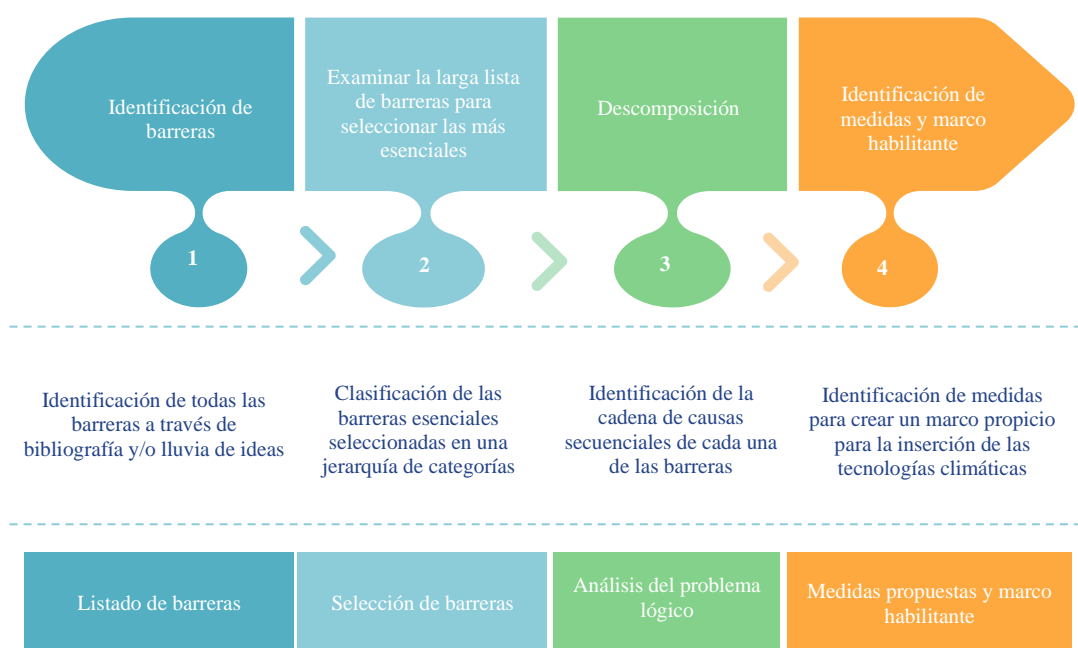 Identificación de
barreras
Examinar la larga lista
de barreras para
seleccionar las más
esenciales
Descomposición
Identificación de
medidas y marco
habilitante
1
2
3
4
Identificación de todas las
barreras a través de
bibliografía y/o lluvia de ideas
Clasificación de las
barreras esenciales
seleccionadas en una
jerarquía de categorías
Identificación de la
cadena de causas
secuenciales de cada una
de las barreras
Identificación de medidas
para crear un marco propicio
para la inserción de las
tecnologías climáticas
Listado de barreras
Selección de barreras
Análisis del problema
lógico
Medidas propuestas y marco
habilitante